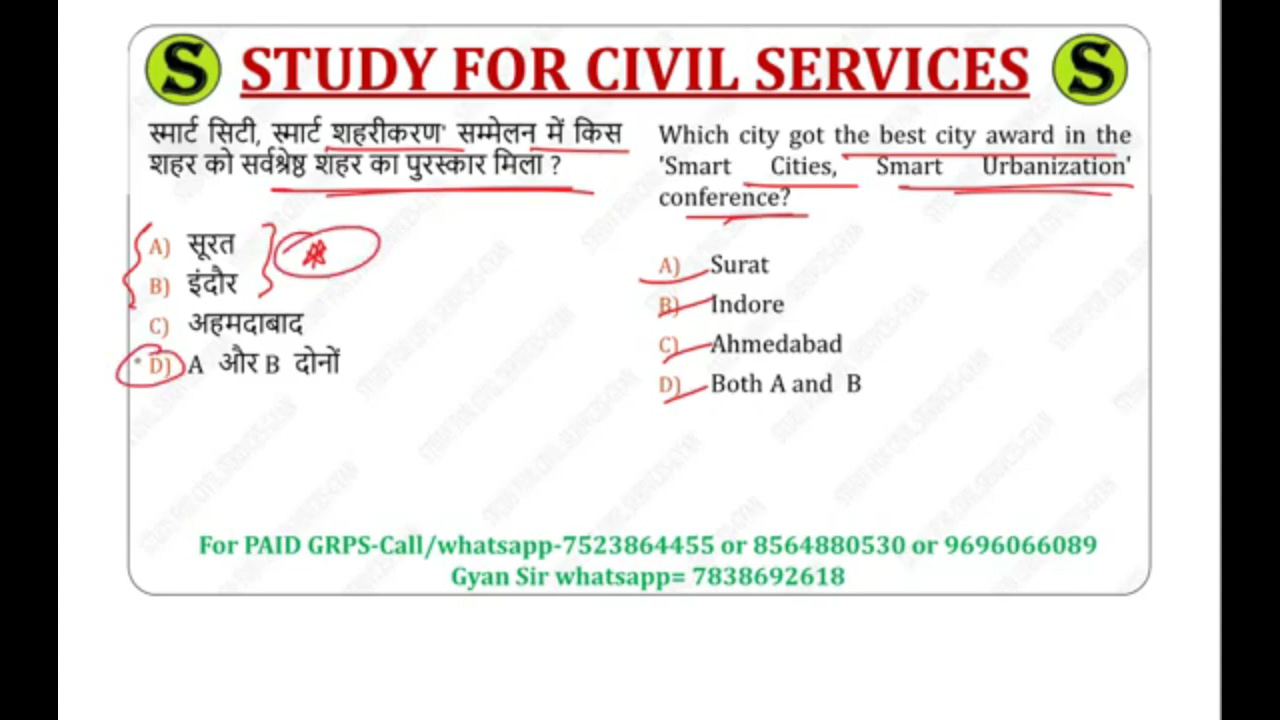 S STUDY FOR CIVIL SERVICES S
स्मार्ट सिटी, स्मार्ट शहरीकरण' सम्मेलन में किस
शहर को सर्वश्रेष्ठ शहर का पुरस्कार मिला ?
A) सूरत
B) इंदौर
C) अहमदाबाद
* D) A और B दोनों
Which city got the best city award in the
'Smart Cities, Smart Urbanization'
conference?
A) Surat
B) Indore
C) Ahmedabad
D) Both A and B
For PAID GRPS-Call/whatsapp-7523864455 or 8564880530 or 9696066089
Gyan Sir whatsapp= 7838692618